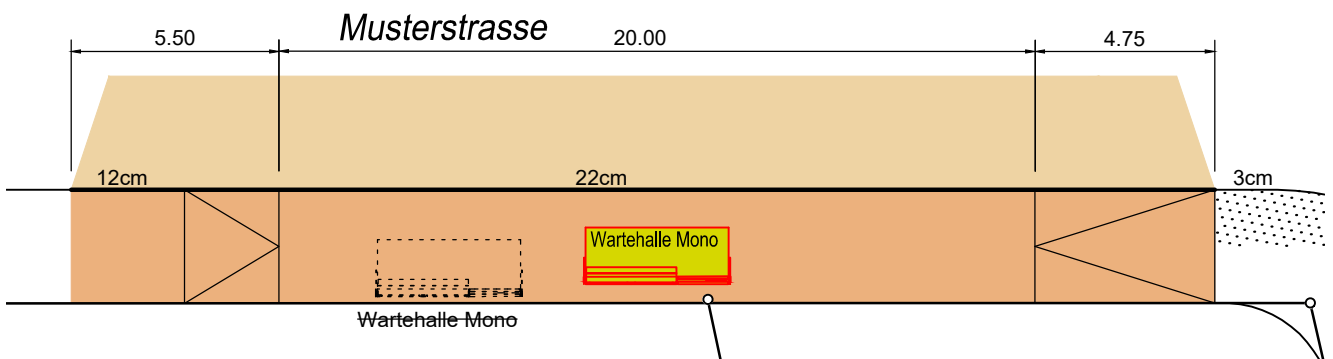 Musterstrasse
5.50
20.00
4.75
12cm
22cm
3cm
Wartehalle Mono
Wartehalle Mono